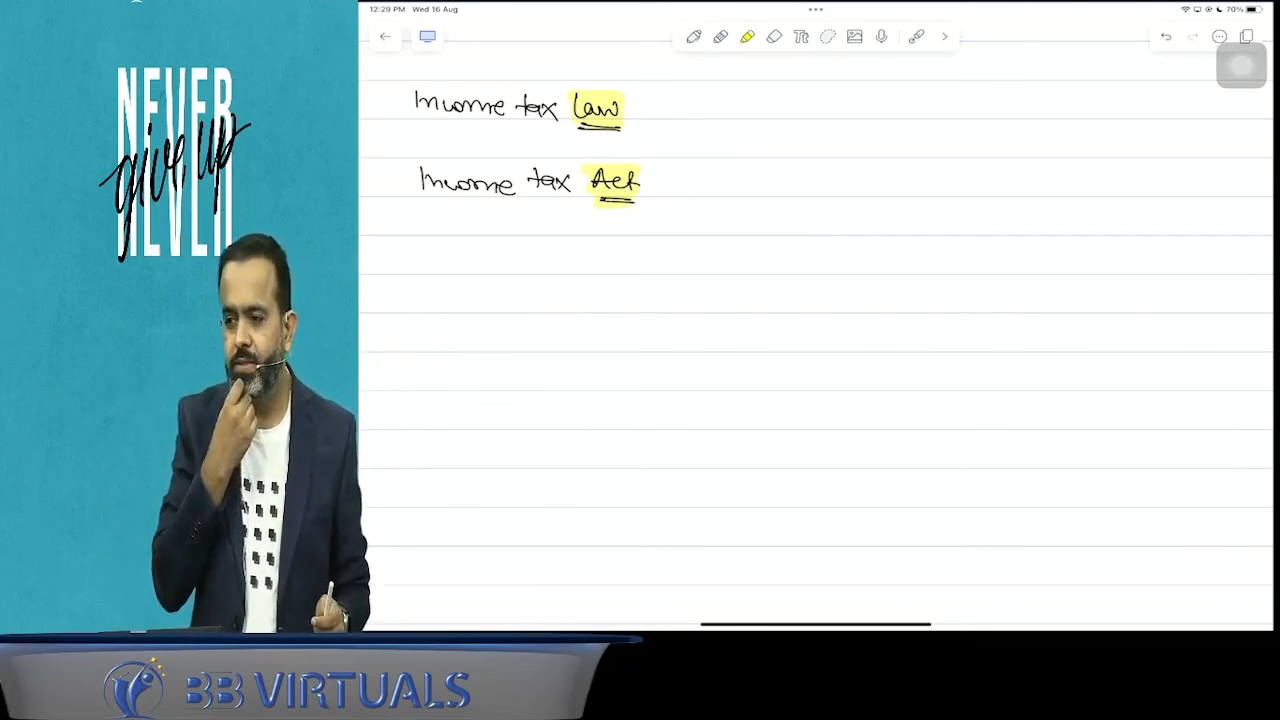 12:29 PM Wed 16 Aug
70%
NEVER
give up
NEVER
Tt
Income tax Law
Income tax Act
BB VIRTUALS